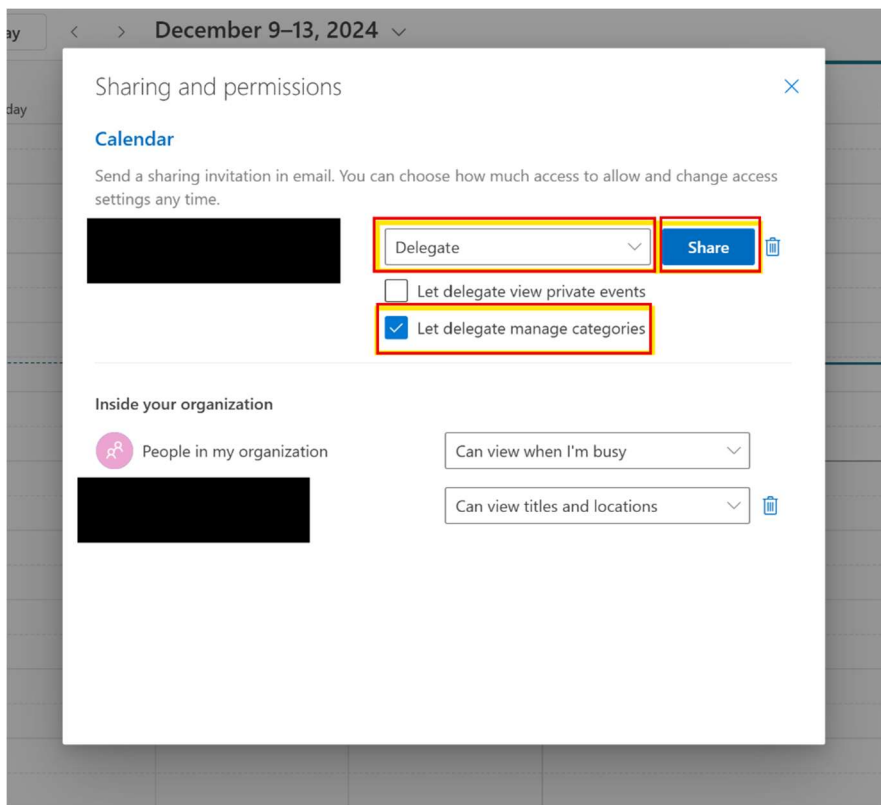 ay
December 9–13, 2024
day
Sharing and permissions
Calendar
Send a sharing invitation in email. You can choose how much access to allow and change access
settings any time.
Delegate
Share
Let delegate view private events
Let delegate manage categories
Inside your organization
People in my organization
Can view when I'm busy
Can view titles and locations